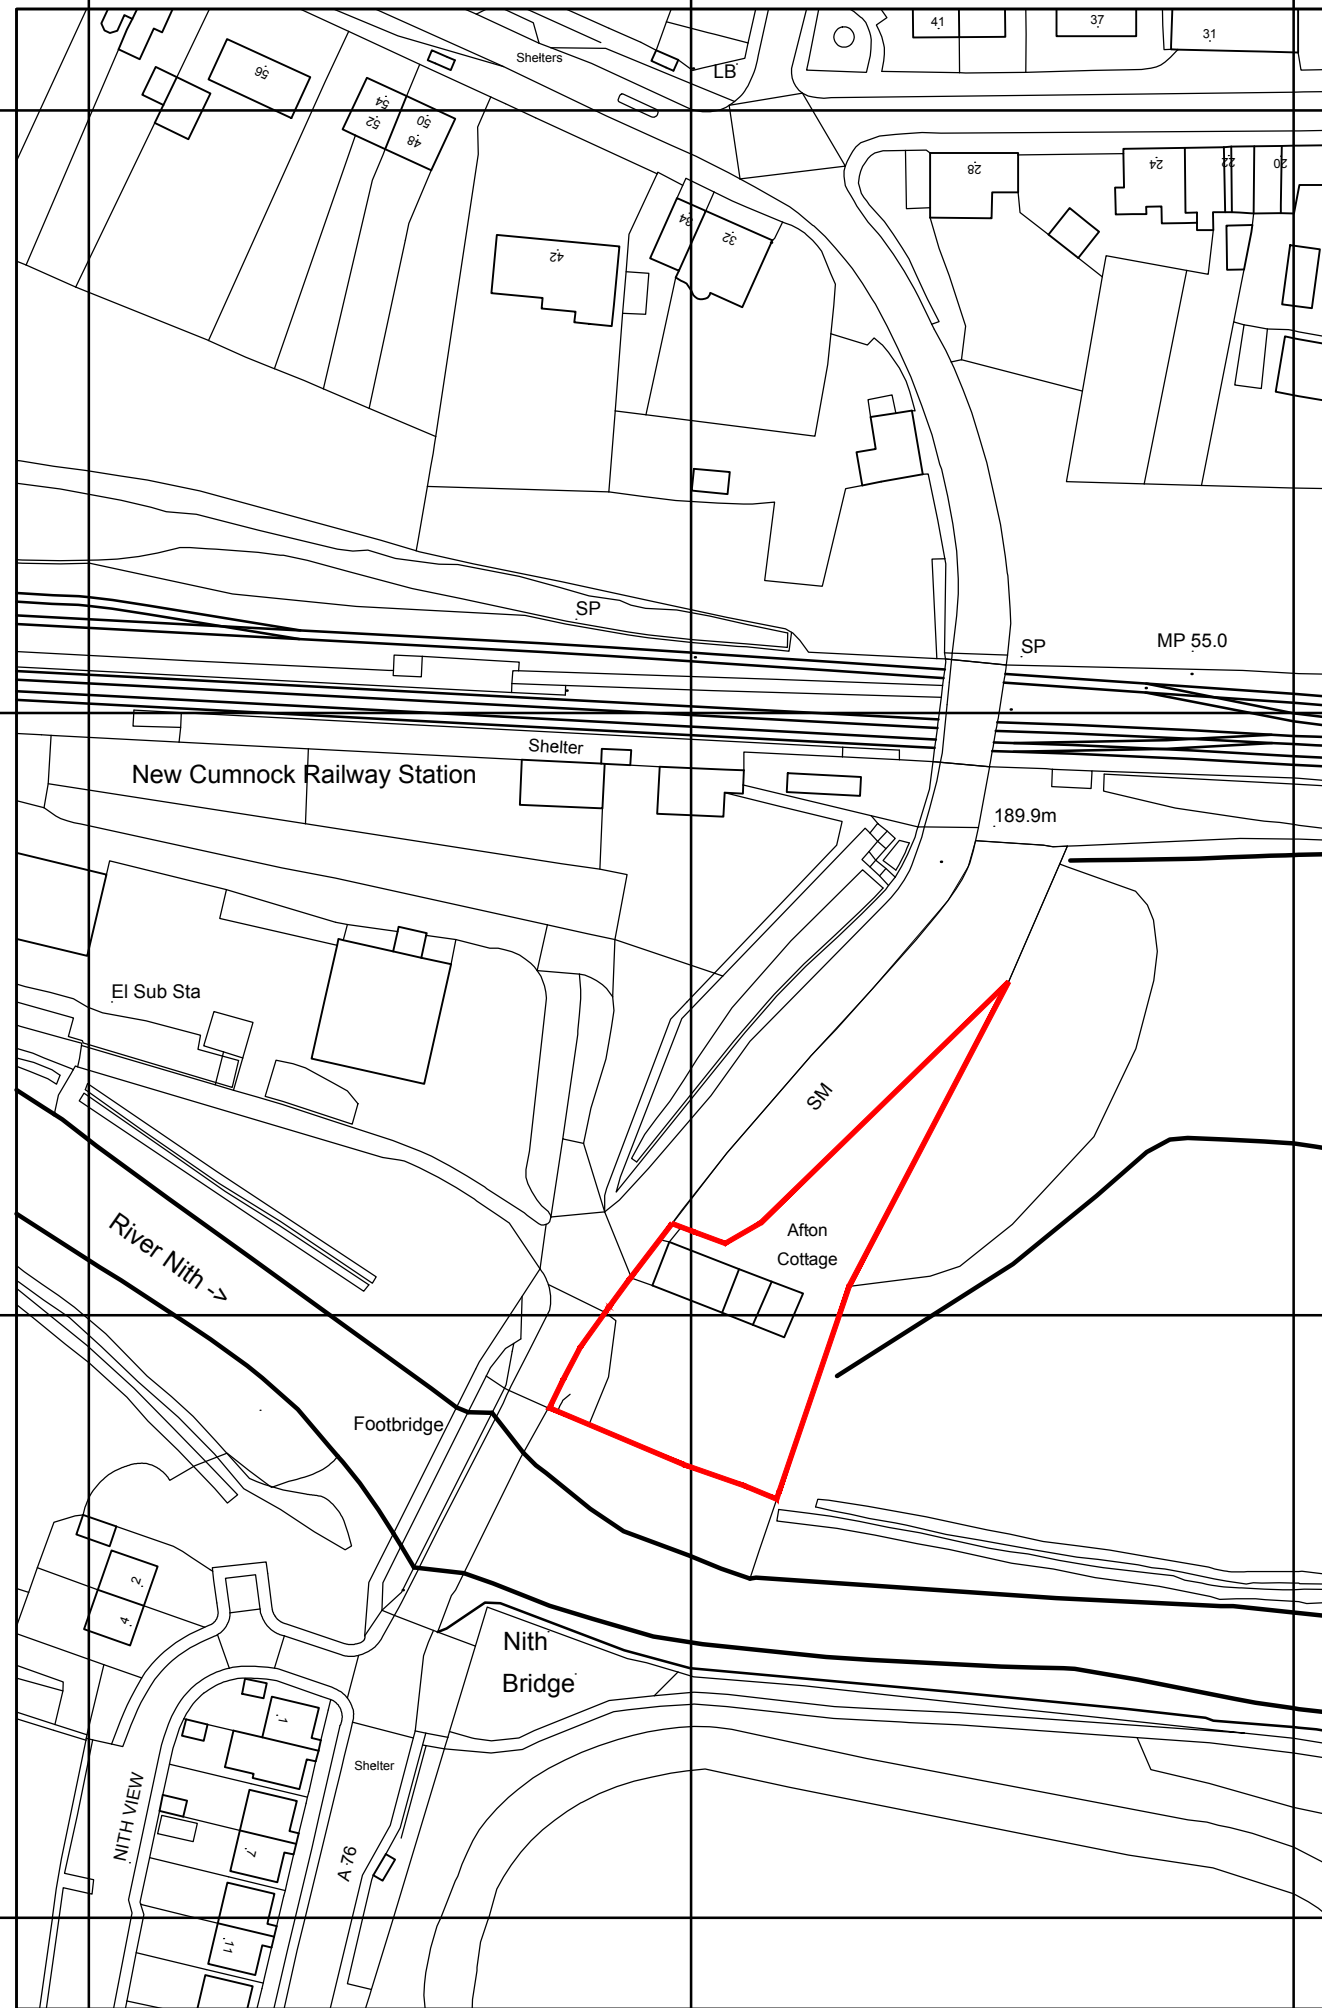 41
37
31
Shelters
LB
56
54
52
50
48
28
24
22
20
34
32
42
SP
SP
MP 55.0
Shelter
New Cumnock Railway Station
189.9m
El Sub Sta
SM
River Nith ->
Afton
Cottage
Footbridge
2
4
Nith
Bridge
1
Shelter
NITH VIEW
7
A 76
11